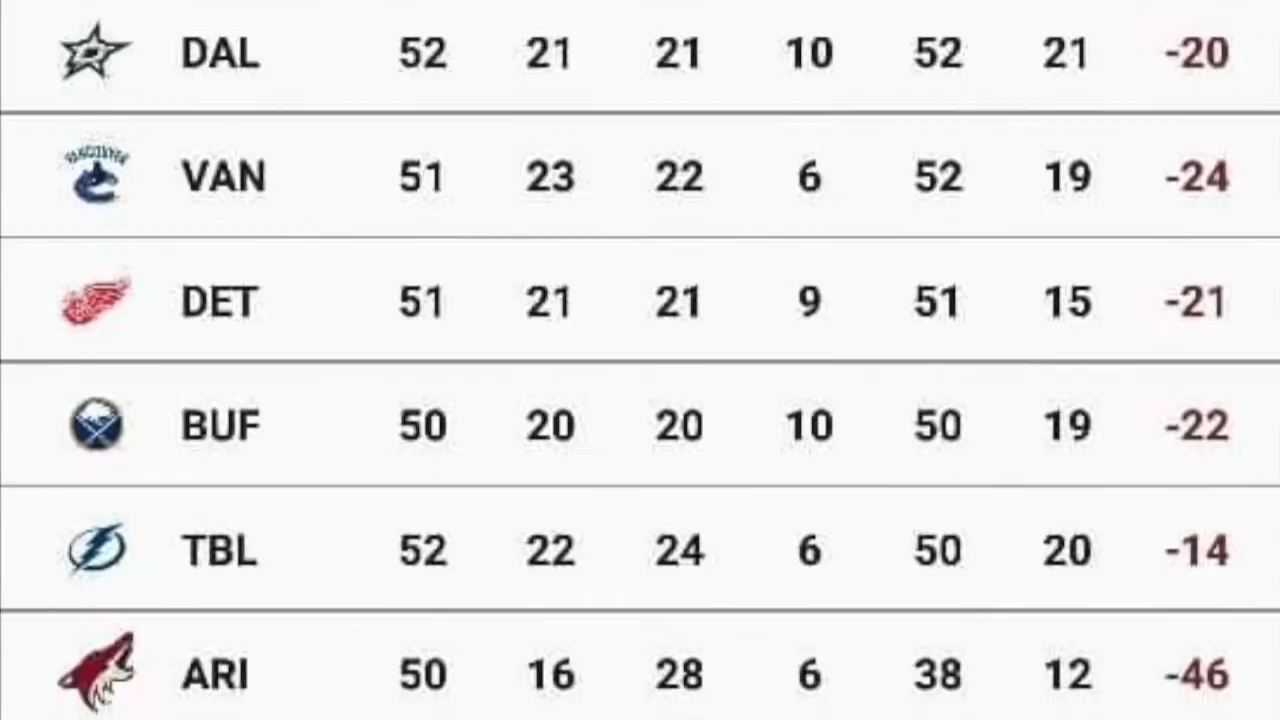 DAL 52 21 21 10 52 21 -20
VANCOUVER
VAN 51 23 22 6 52 19 -24
DET 51 21 21 9 51 15 -21
BUF 50 20 20 10 50 19 -22
TBL 52 22 24 6 50 20 -14
ARI 50 16 28 6 38 12 -46